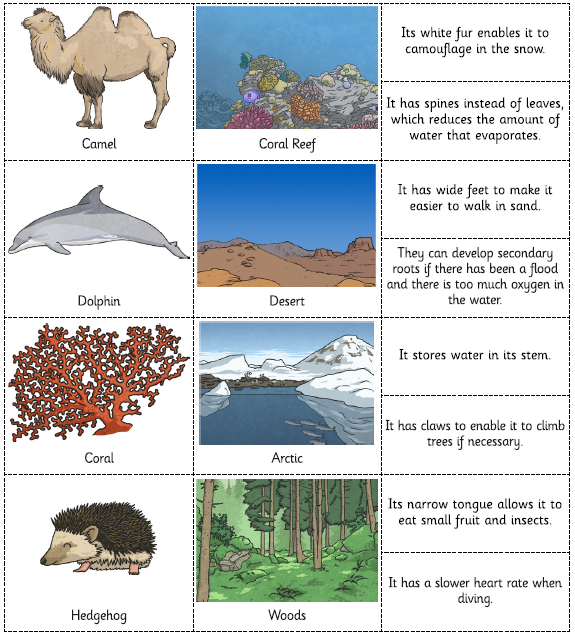 Camel
Coral Reef
Its white fur enables it to
camouflage in the snow.
It has spines instead of leaves,
which reduces the amount of
water that evaporates.
Dolphin
Desert
It has wide feet to make it
easier to walk in sand.
They can develop secondary
roots if there has been a flood
and there is too much oxygen in
the water.
Coral
Arctic
It stores water in its stem.
It has claws to enable it to climb
trees if necessary.
Hedgehog
Woods
Its narrow tongue allows it to
eat small fruit and insects.
It has a slower heart rate when
diving.